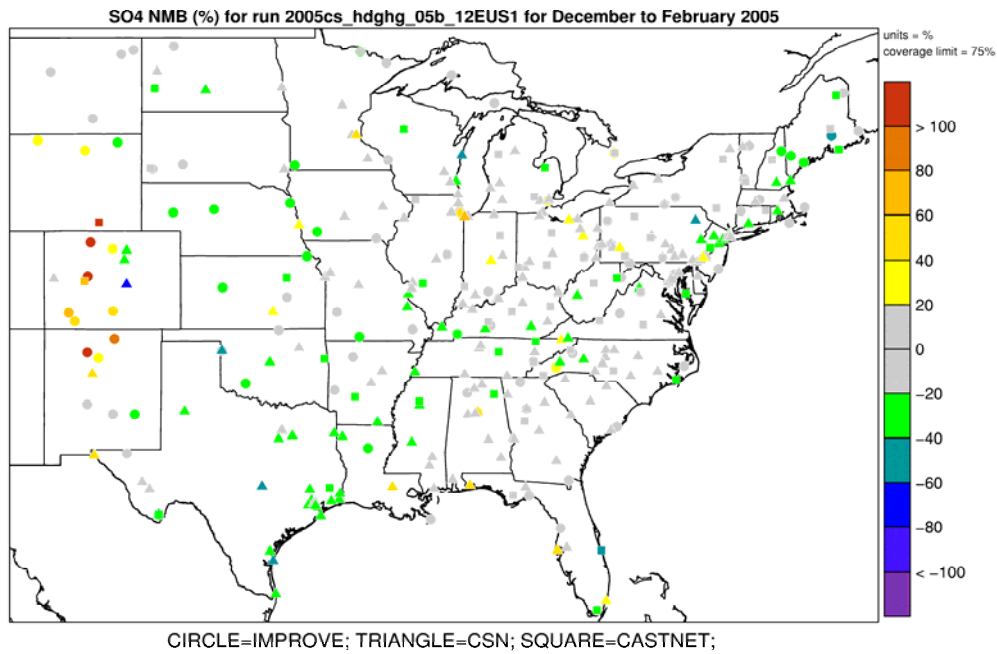 SO4 NMB (%) for run 2005cs_hdghg_05b_12EUS1 for December to February 2005
units = %
coverage limit = 75%
> 100
80
60
40
20
0
−20
−40
−60
−80
< −100
CIRCLE=IMPROVE; TRIANGLE=CSN; SQUARE=CASTNET;